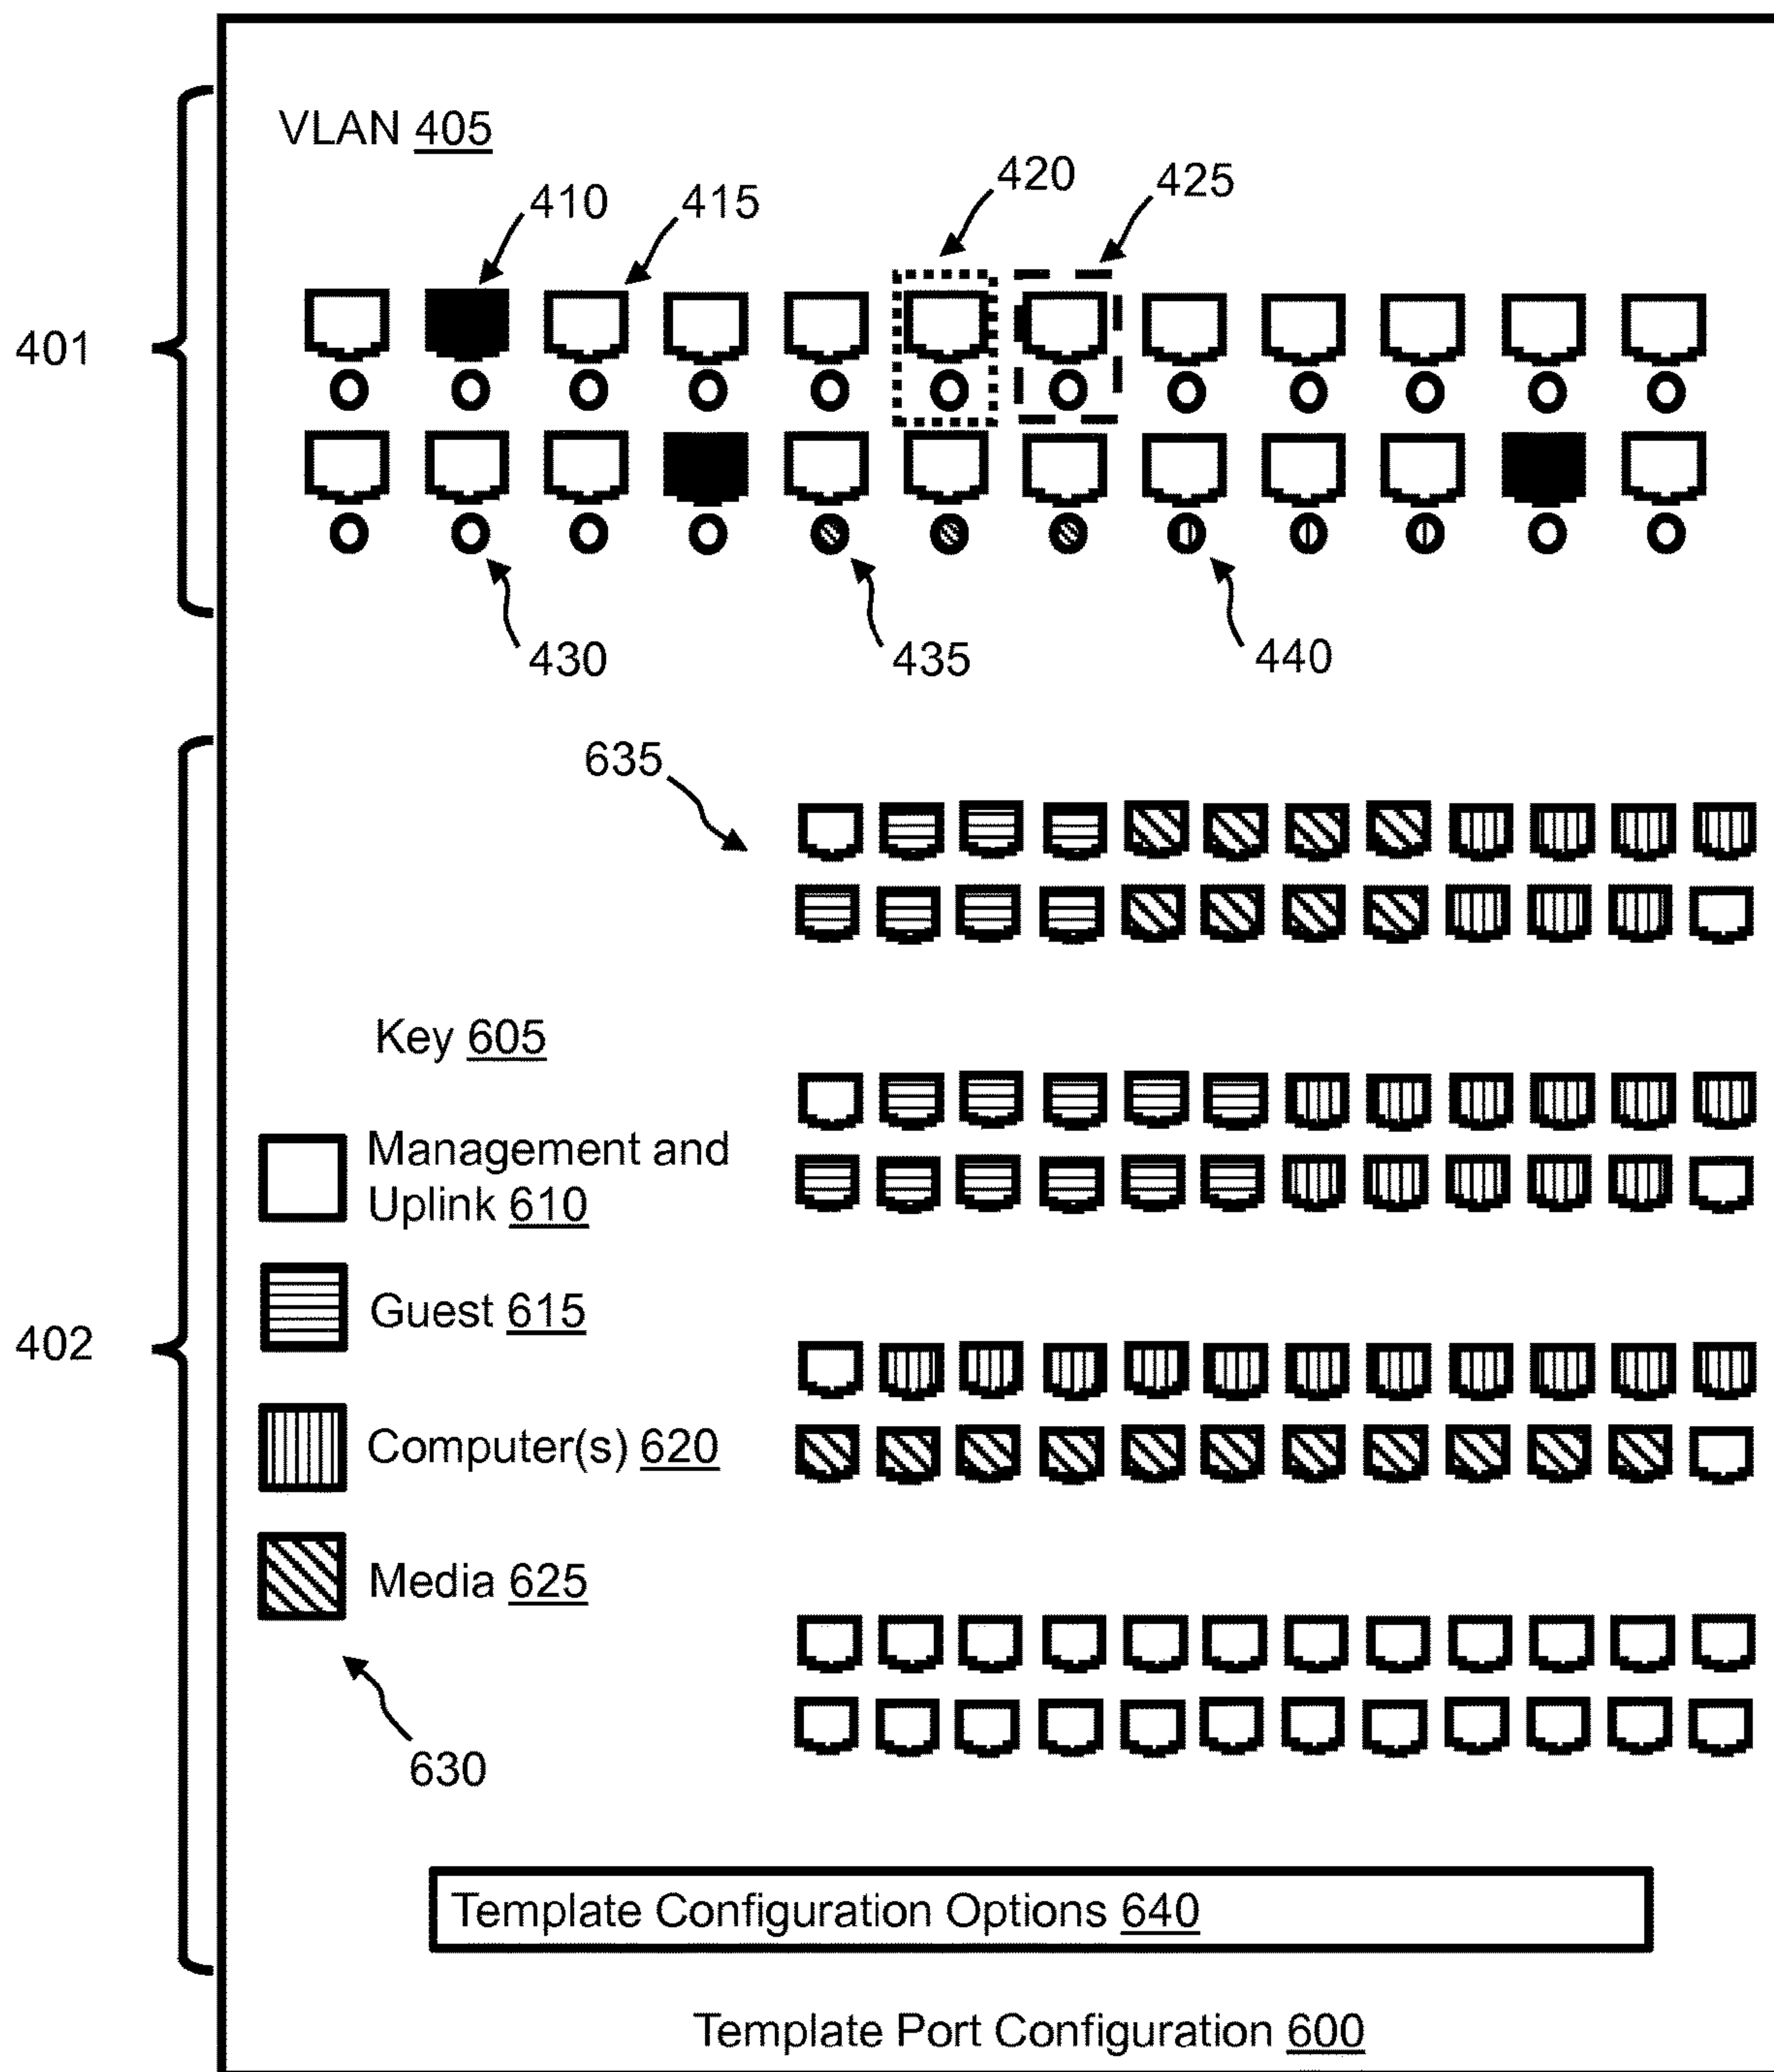 VLAN 405
410
415
420
425
401
430
435
440
635
Key 605
Management and
Uplink 610
Guest 615
402
Computer(s) 620
Media 625
630
Template Configuration Options 640
Template Port Configuration 600